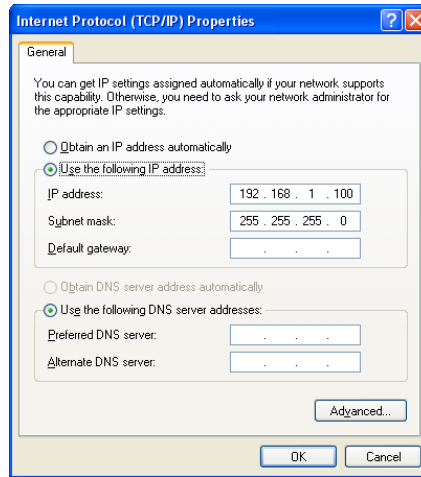 Internet Protocol (TCP/IP) Properties
General
You can get IP settings assigned automatically if your network supports
this capability. Otherwise, you need to ask your network administrator for
the appropriate IP settings.
Obtain an IP address automatically
Use the following IP address:
IP address: 192 . 168 . 1 . 100
Subnet mask: 255 . 255 . 255 . 0
Default gateway: . . .
Obtain DNS server address automatically
Use the following DNS server addresses:
Preferred DNS server: . . .
Alternate DNS server: . . .
Advanced...
OK Cancel